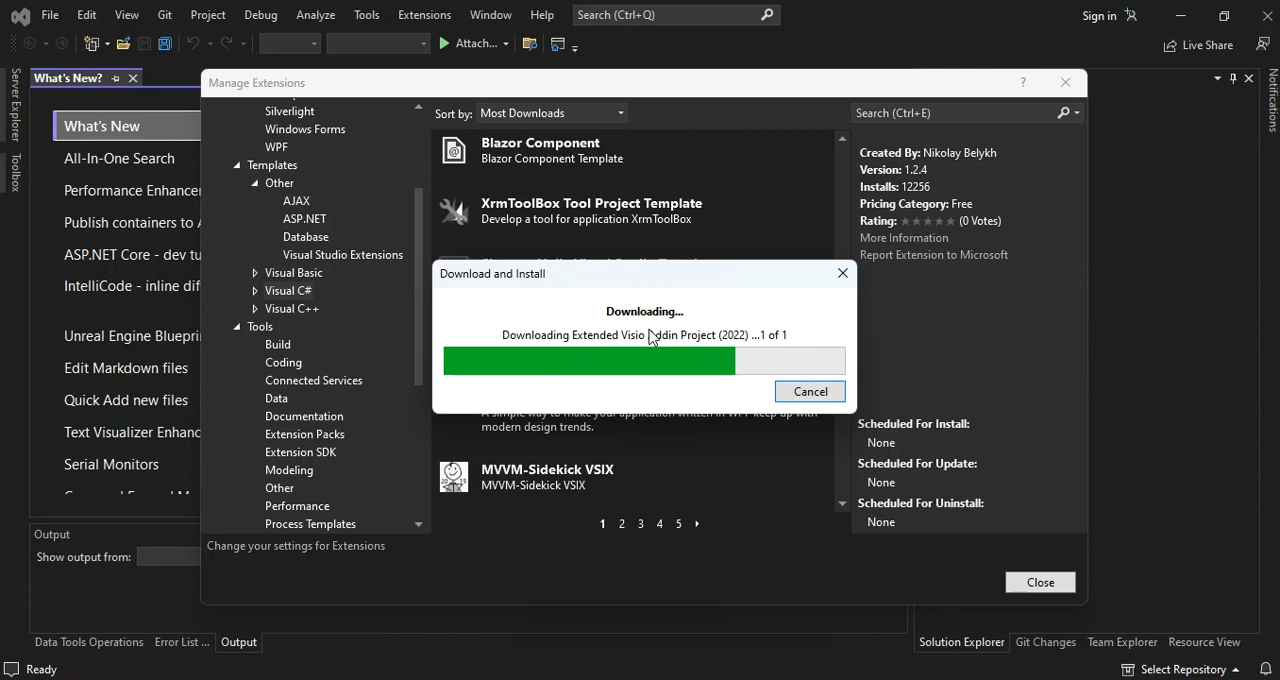 File Edit View Git Project Debug Analyze Tools Extensions Window Help Search (Ctrl+Q) Sign in
Attach... Live Share
Server Explorer
Toolbox
What's New?
What's New
All-In-One Search
Performance Enhancer
Publish containers to
ASP.NET Core - dev tu
IntelliCode - inline dif
Unreal Engine Blueprin
Edit Markdown files
Quick Add new files
Text Visualizer Enhanc
Serial Monitors
Output
Show output from:
Manage Extensions ?
Silverlight
Windows Forms
WPF
Templates
Other
AJAX
ASP.NET
Database
Visual Studio Extensions
Visual Basic
Visual C#
Visual C++
Tools
Build
Coding
Connected Services
Data
Documentation
Extension Packs
Extension SDK
Modeling
Other
Performance
Process Templates
Change your settings for Extensions
Sort by: Most Downloads
Blazor Component
Blazor Component Template
XrmToolBox Tool Project Template
Develop a tool for application XrmToolBox
Download and Install
Downloading...
Downloading Extended Visio Addin Project (2022) ...1 of 1
Cancel
A simple way to make your application written in WPF keep up with
modern design trends.
MVVM-Sidekick VSIX
MVVM-Sidekick VSIX
1 2 3 4 5
Search (Ctrl+E)
Created By: Nikolay Belykh
Version: 1.2.4
Installs: 12256
Pricing Category: Free
Rating: (0 Votes)
More Information
Report Extension to Microsoft
Scheduled For Install:
None
Scheduled For Update:
None
Scheduled For Uninstall:
None
Close
Notifications
Data Tools Operations Error List ... Output
Solution Explorer Git Changes Team Explorer Resource View
Ready
Select Repository